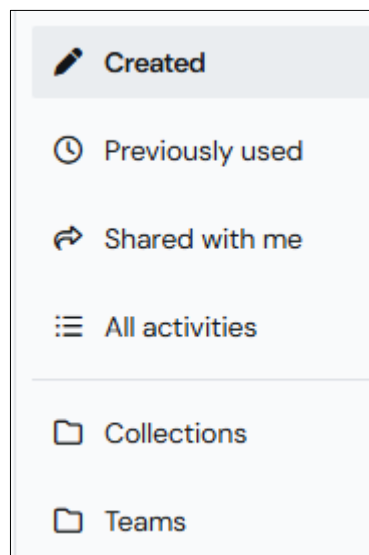 Created
Previously used
Shared with me
All activities
Collections
Teams